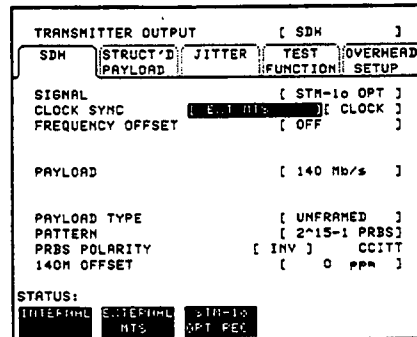 TRANSMITTER OUTPUT [ SDH ]
SDH STRUCT'D PAYLOAD JITTER TEST FUNCTION OVERHEAD SETUP
SIGNAL [ STM-1o OPT ]
CLOCK SYNC [ EXT MTS ][ CLOCK ]
FREQUENCY OFFSET [ OFF ]
PAYLOAD [ 140 Mb/s ]
PAYLOAD TYPE [ UNFRAMED ]
PATTERN [ 2^15-1 PRBS]
PRBS POLARITY [ INV ] CCITT
140M OFFSET [ 0 ppm ]
STATUS:
INTERNAL EXTERNAL MTS STM-1o OPT REC